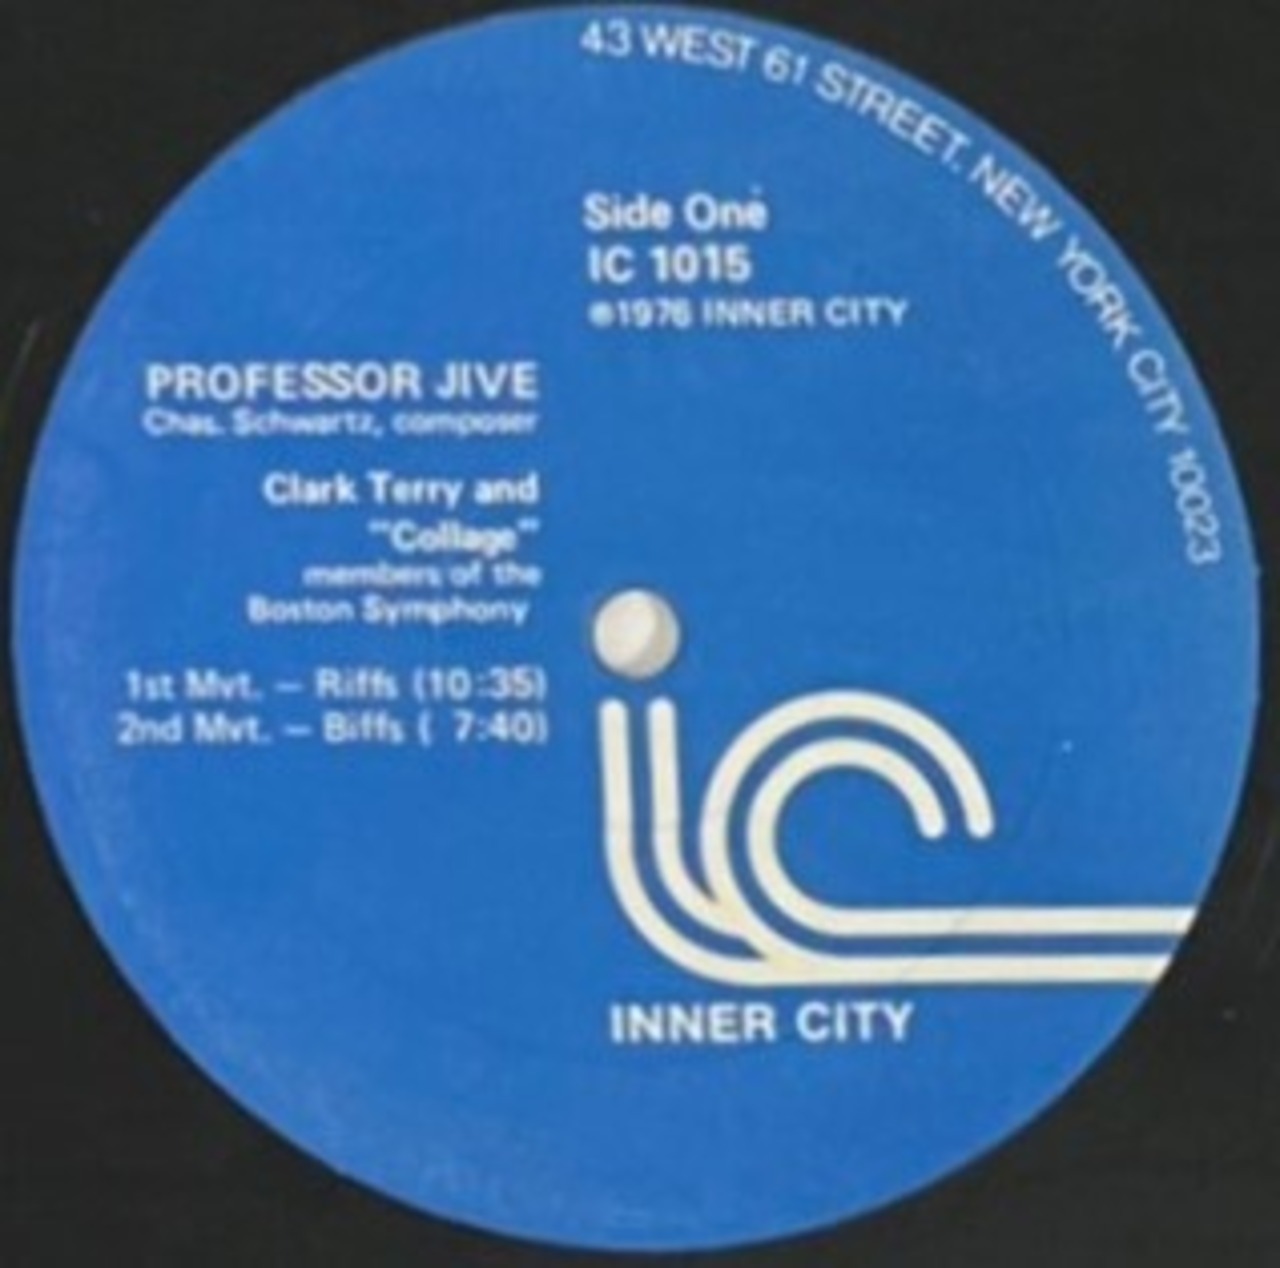 43 WEST 61 STREET, NEW YORK CITY 10023
Side One
IC 1015
℗1976 INNER CITY
PROFESSOR JIVE
Chas. Schwartz, composer
Clark Terry and
"Collage"
members of the
Boston Symphony
1st Mvt. – Riffs (10:35)
2nd Mvt. – Biffs ( 7:40)
ic
INNER CITY